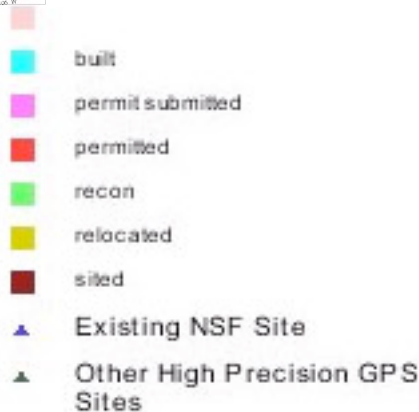 built
permit submitted
permitted
recon
relocated
sited
Existing NSF Site
Other High Precision GPS
Sites